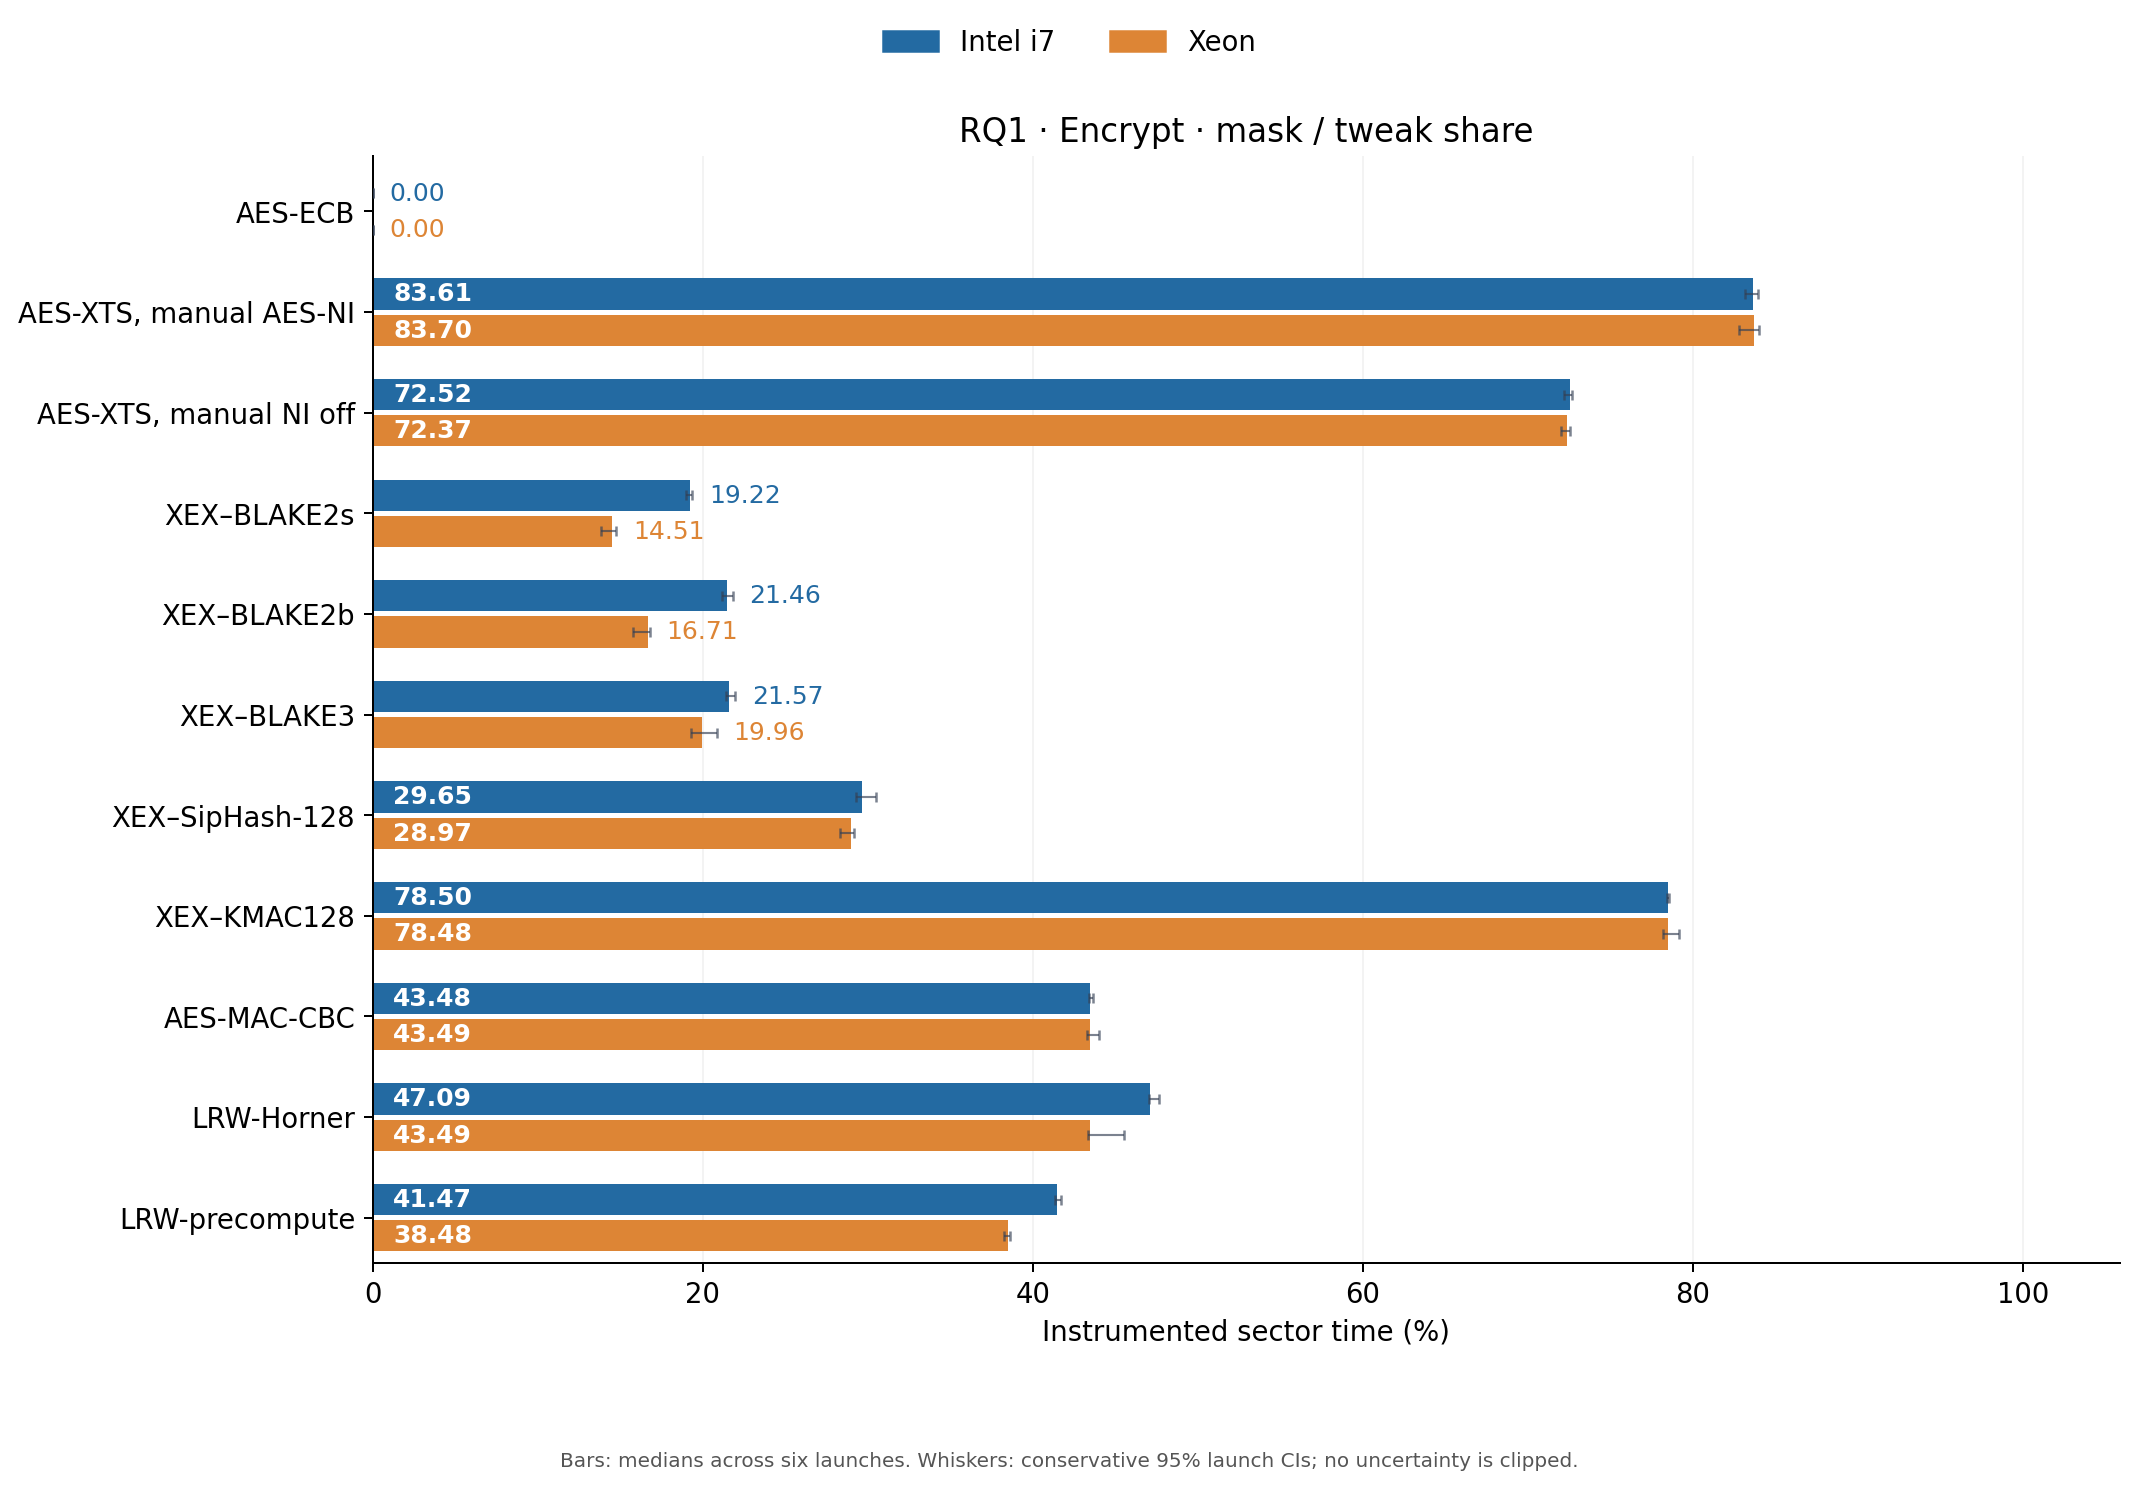 Intel i7 Xeon
RQ1 · Encrypt · mask / tweak share
AES-ECB
0.00
0.00
AES-XTS, manual AES-NI
83.61
83.70
AES-XTS, manual NI off
72.52
72.37
XEX–BLAKE2s
19.22
14.51
XEX–BLAKE2b
21.46
16.71
XEX–BLAKE3
21.57
19.96
XEX–SipHash-128
29.65
28.97
XEX–KMAC128
78.50
78.48
AES-MAC-CBC
43.48
43.49
LRW-Horner
47.09
43.49
LRW-precompute
41.47
38.48
0 20 40 60 80 100
Instrumented sector time (%)
Bars: medians across six launches. Whiskers: conservative 95% launch CIs; no uncertainty is clipped.